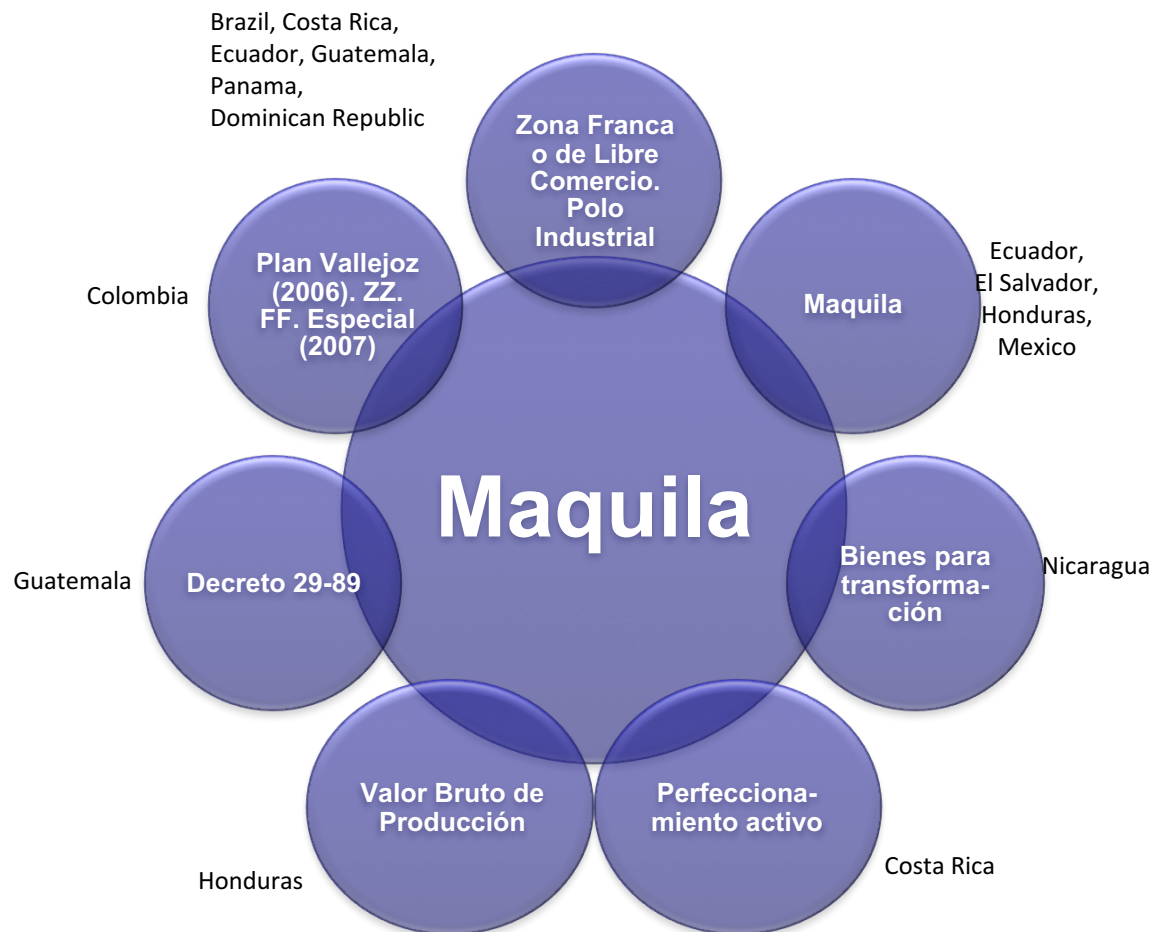 Brazil, Costa Rica,
Ecuador, Guatemala,
Panama,
Dominican Republic
Zona Franca
o de Libre
Comercio.
Polo
Industrial
Plan Vallejoz
(2006). ZZ.
FF. Especial
(2007)
Colombia
Maquila
Ecuador,
El Salvador,
Honduras,
Mexico
Maquila
Guatemala
Decreto 29-89
Bienes para
transforma-
ción
Nicaragua
Valor Bruto de
Producción
Honduras
Perfecciona-
miento activo
Costa Rica